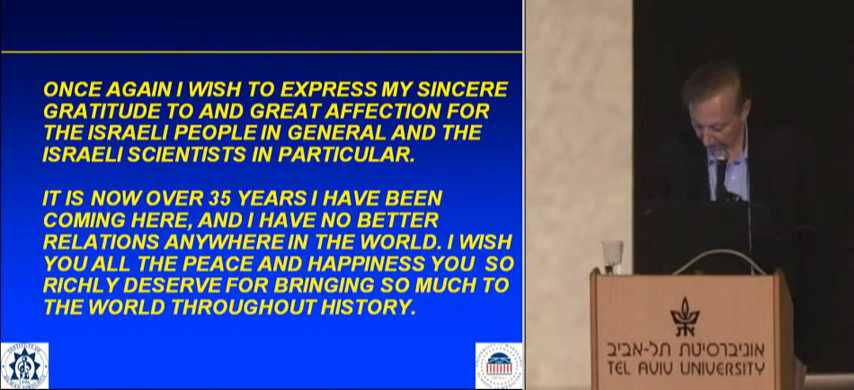 ONCE AGAIN I WISH TO EXPRESS MY SINCERE
GRATITUDE TO AND GREAT AFFECTION FOR
THE ISRAELI PEOPLE IN GENERAL AND THE
ISRAELI SCIENTISTS IN PARTICULAR.
IT IS NOW OVER 35 YEARS I HAVE BEEN
COMING HERE, AND I HAVE NO BETTER
RELATIONS ANYWHERE IN THE WORLD. I WISH
YOU ALL THE PEACE AND HAPPINESS YOU SO
RICHLY DESERVE FOR BRINGING SO MUCH TO
THE WORLD THROUGHOUT HISTORY.
אוניברסיטת תל-אביב
TEL AVIV UNIVERSITY